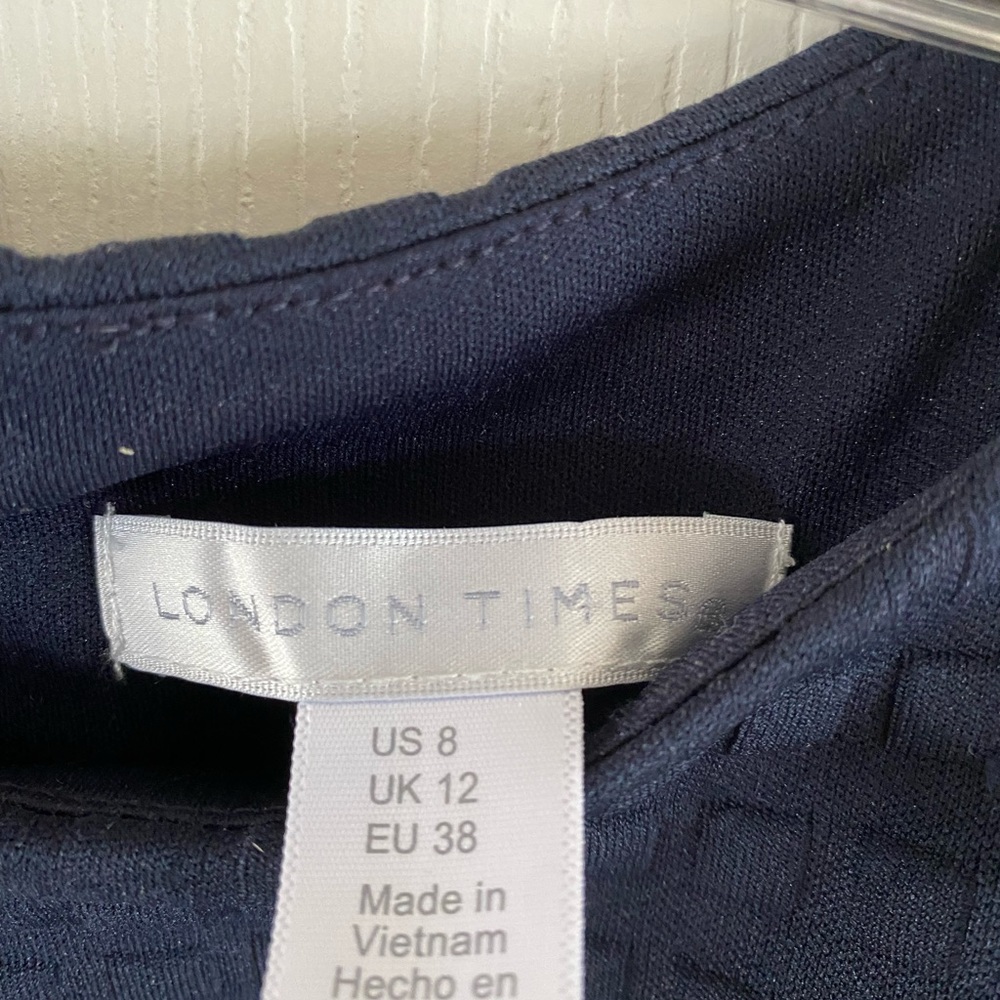 LONDON TIMES®
US 8
UK 12
EU 38
Made in
Vietnam
Hecho en